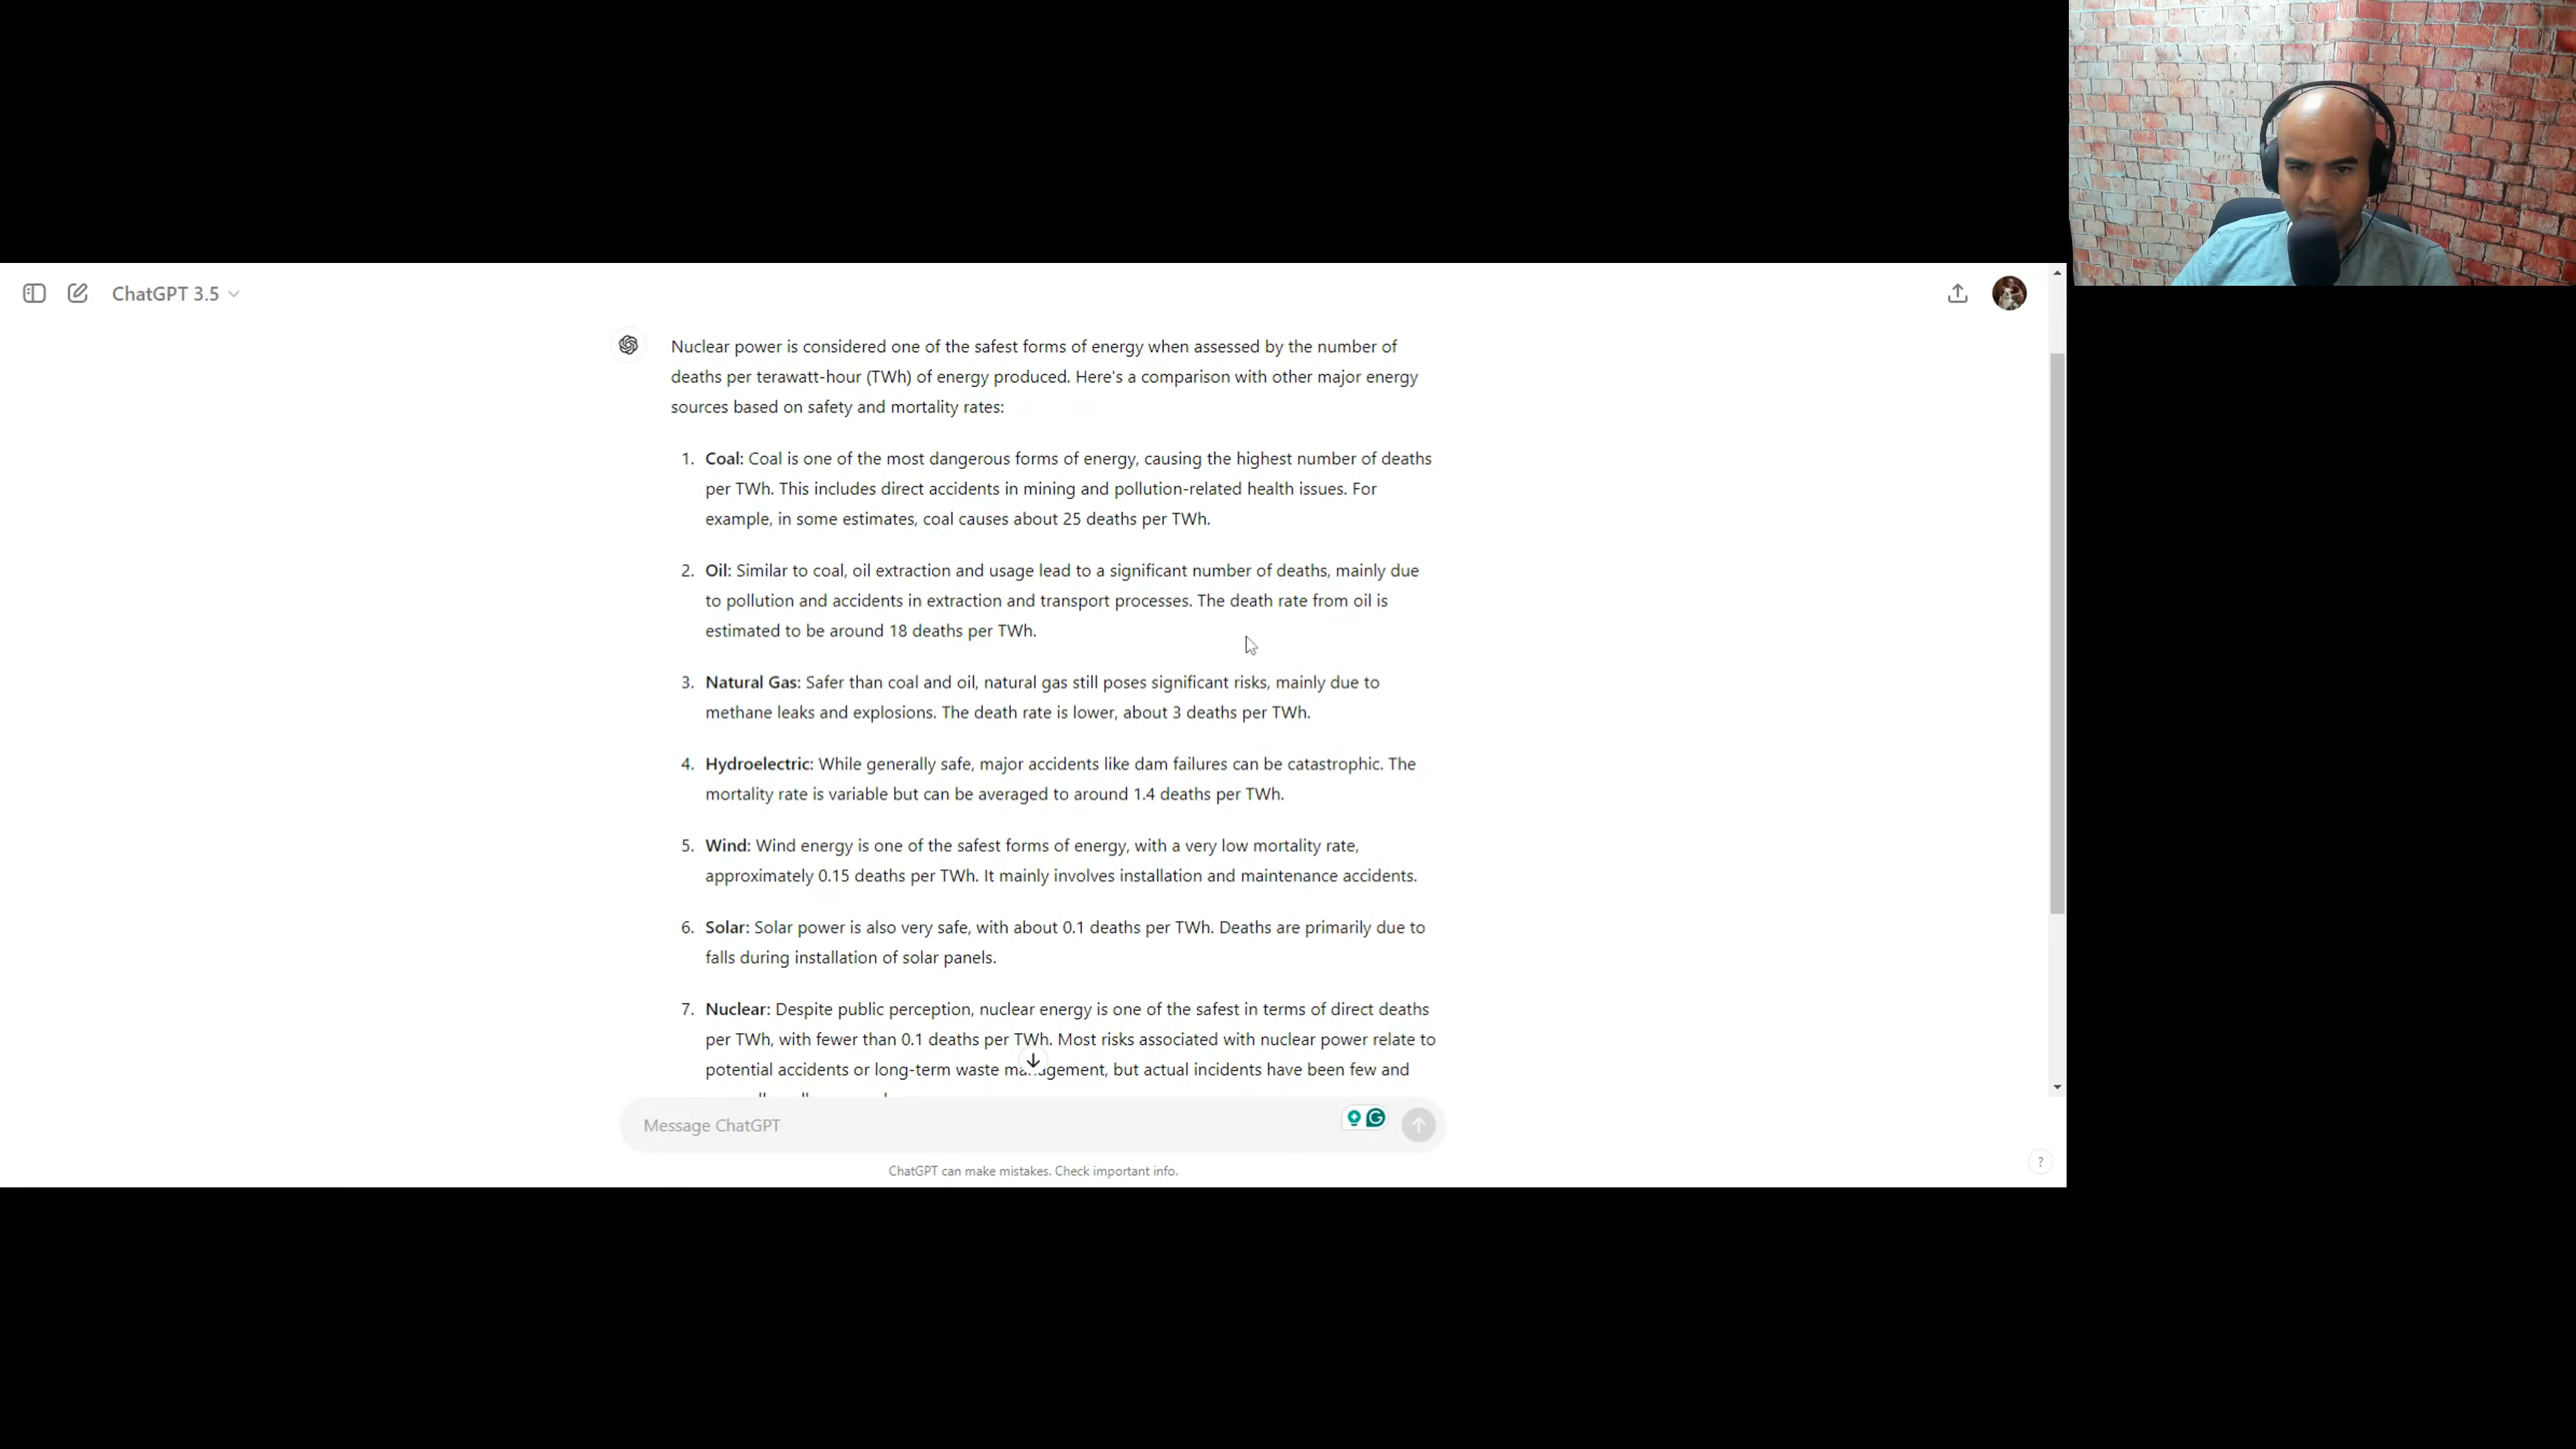 ChatGPT 3.5
Nuclear power is considered one of the safest forms of energy when assessed by the number of
deaths per terawatt-hour (TWh) of energy produced. Here's a comparison with other major energy
sources based on safety and mortality rates:
1. Coal: Coal is one of the most dangerous forms of energy, causing the highest number of deaths
per TWh. This includes direct accidents in mining and pollution-related health issues. For
example, in some estimates, coal causes about 25 deaths per TWh.
2. Oil: Similar to coal, oil extraction and usage lead to a significant number of deaths, mainly due
to pollution and accidents in extraction and transport processes. The death rate from oil is
estimated to be around 18 deaths per TWh.
3. Natural Gas: Safer than coal and oil, natural gas still poses significant risks, mainly due to
methane leaks and explosions. The death rate is lower, about 3 deaths per TWh.
4. Hydroelectric: While generally safe, major accidents like dam failures can be catastrophic. The
mortality rate is variable but can be averaged to around 1.4 deaths per TWh.
5. Wind: Wind energy is one of the safest forms of energy, with a very low mortality rate,
approximately 0.15 deaths per TWh. It mainly involves installation and maintenance accidents.
6. Solar: Solar power is also very safe, with about 0.1 deaths per TWh. Deaths are primarily due to
falls during installation of solar panels.
7. Nuclear: Despite public perception, nuclear energy is one of the safest in terms of direct deaths
per TWh, with fewer than 0.1 deaths per TWh. Most risks associated with nuclear power relate to
potential accidents or long-term waste management, but actual incidents have been few and
Message ChatGPT
ChatGPT can make mistakes. Check important info.
?